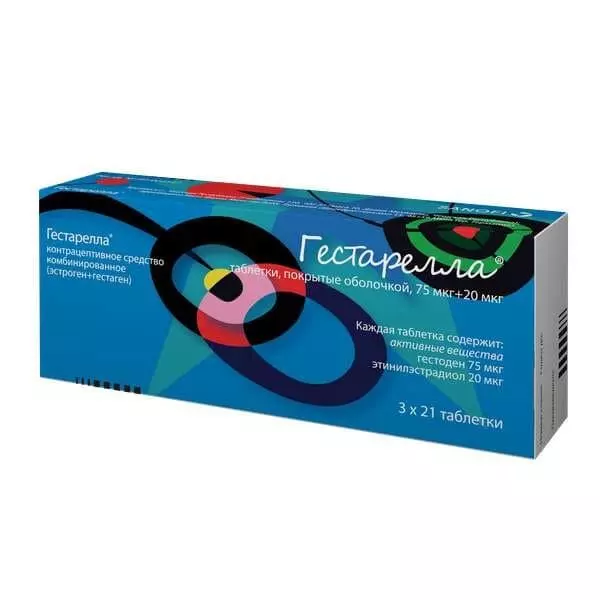 SANOFI
Гестарелла®
контрацептивное средство
комбинированное
(эстроген+гестаген)
Гестарелла®
таблетки, покрытые оболочкой, 75 мкг+20 мкг
Каждая таблетка содержит:
активные вещества
гестоден 75 мкг
этинилэстрадиол 20 мкг
3 x 21 таблетки